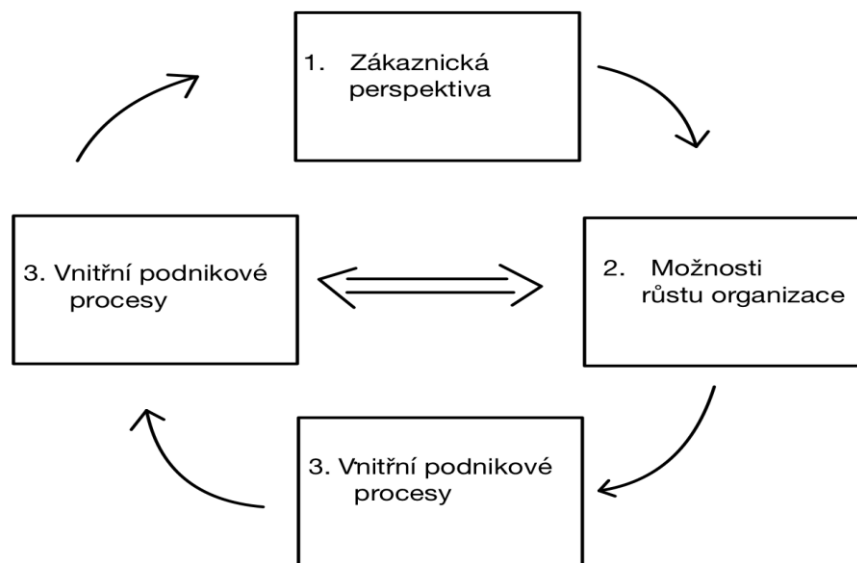 1. Zákaznická
perspektiva
3. Vnitřní podnikové
procesy
2. Možnosti
růstu organizace
3. Vnitřní podnikové
procesy